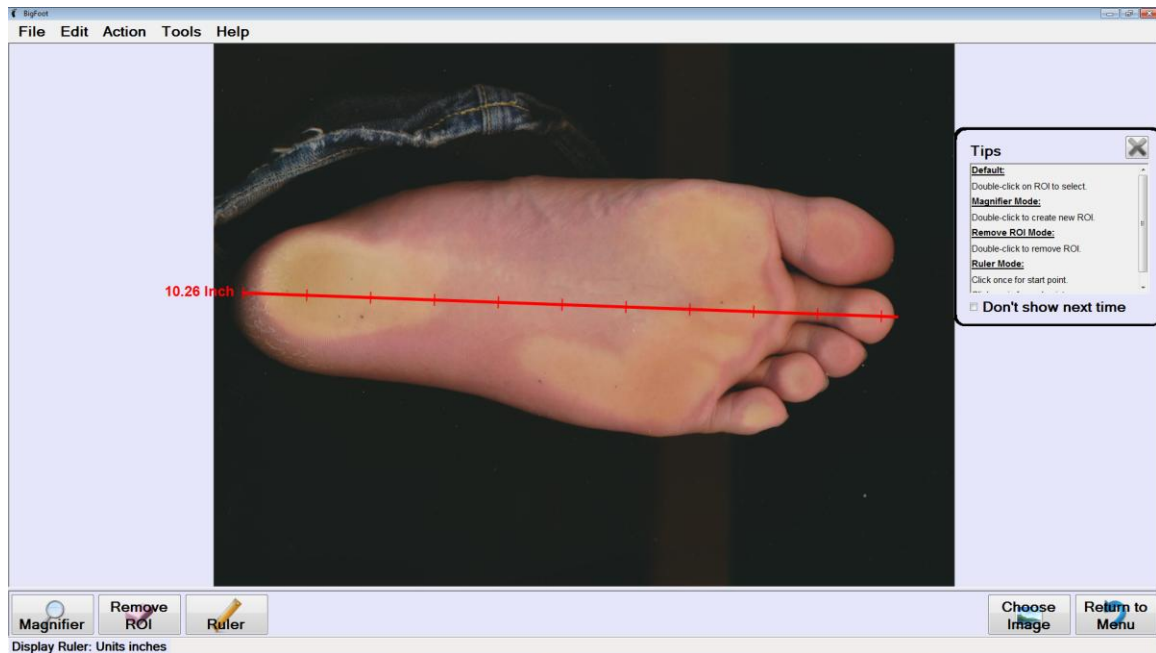 BigFoot
File Edit Action Tools Help
Tips
Default:
Double-click on ROI to select.
Magnifier Mode:
Double-click to create new ROI.
Remove ROI Mode:
Double-click to remove ROI.
Ruler Mode:
Click once for start point.
10.26 Inch
Don't show next time
Magnifier
Remove ROI
Ruler
Choose Image
Return to Menu
Display Ruler: Units inches